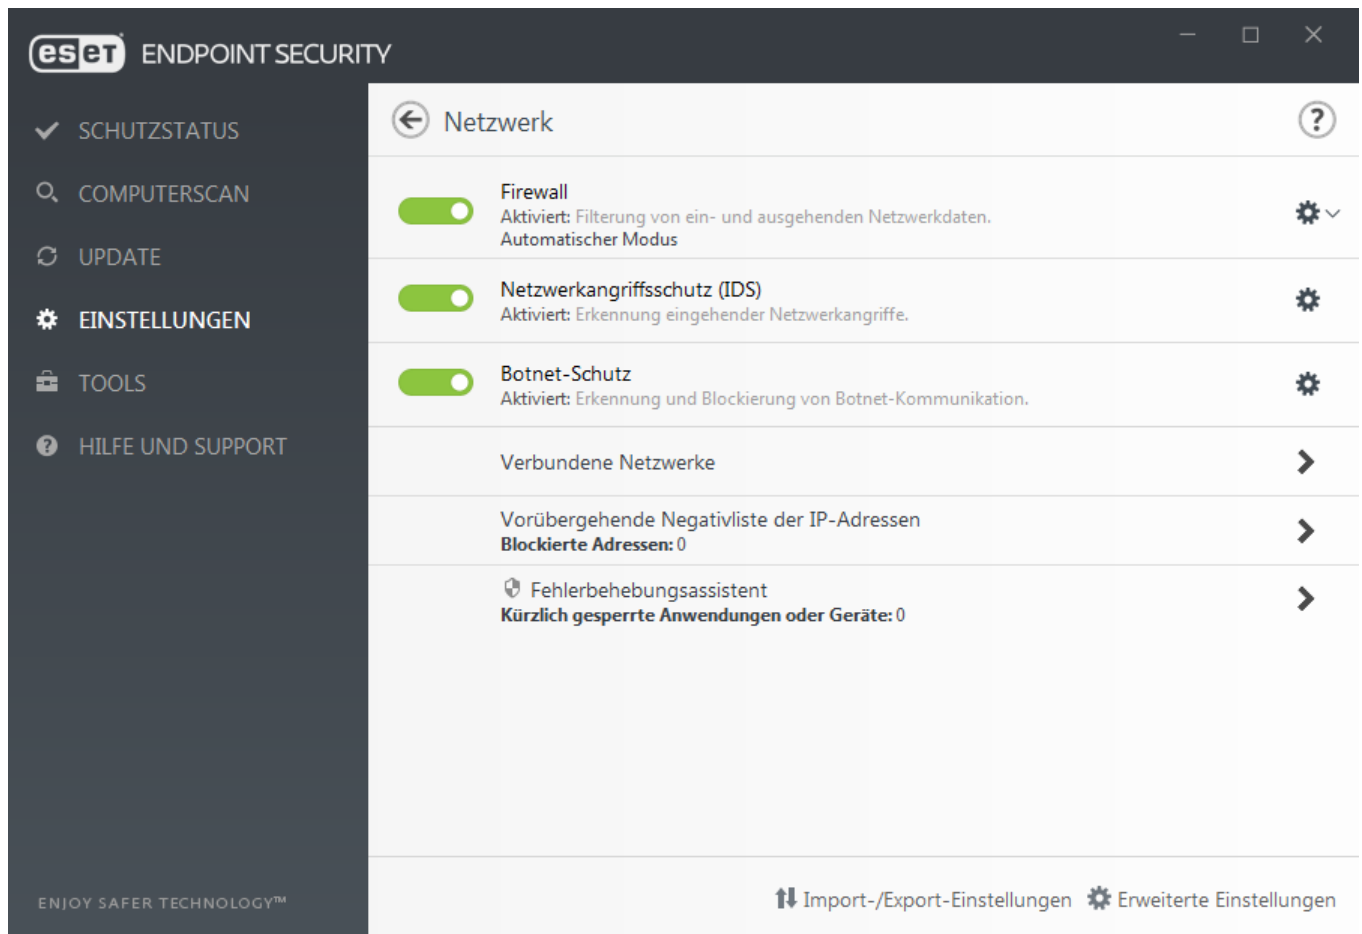 eset ENDPOINT SECURITY
SCHUTZSTATUS
COMPUTERSCAN
UPDATE
EINSTELLUNGEN
TOOLS
HILFE UND SUPPORT
ENJOY SAFER TECHNOLOGY™
Netzwerk
?
Firewall
Aktiviert: Filterung von ein- und ausgehenden Netzwerkdaten.
Automatischer Modus
Netzwerkangriffsschutz (IDS)
Aktiviert: Erkennung eingehender Netzwerkangriffe.
Botnet-Schutz
Aktiviert: Erkennung und Blockierung von Botnet-Kommunikation.
Verbundene Netzwerke
Vorübergehende Negativliste der IP-Adressen
Blockierte Adressen: 0
Fehlerbehebungsassistent
Kürzlich gesperrte Anwendungen oder Geräte: 0
Import-/Export-Einstellungen Erweiterte Einstellungen